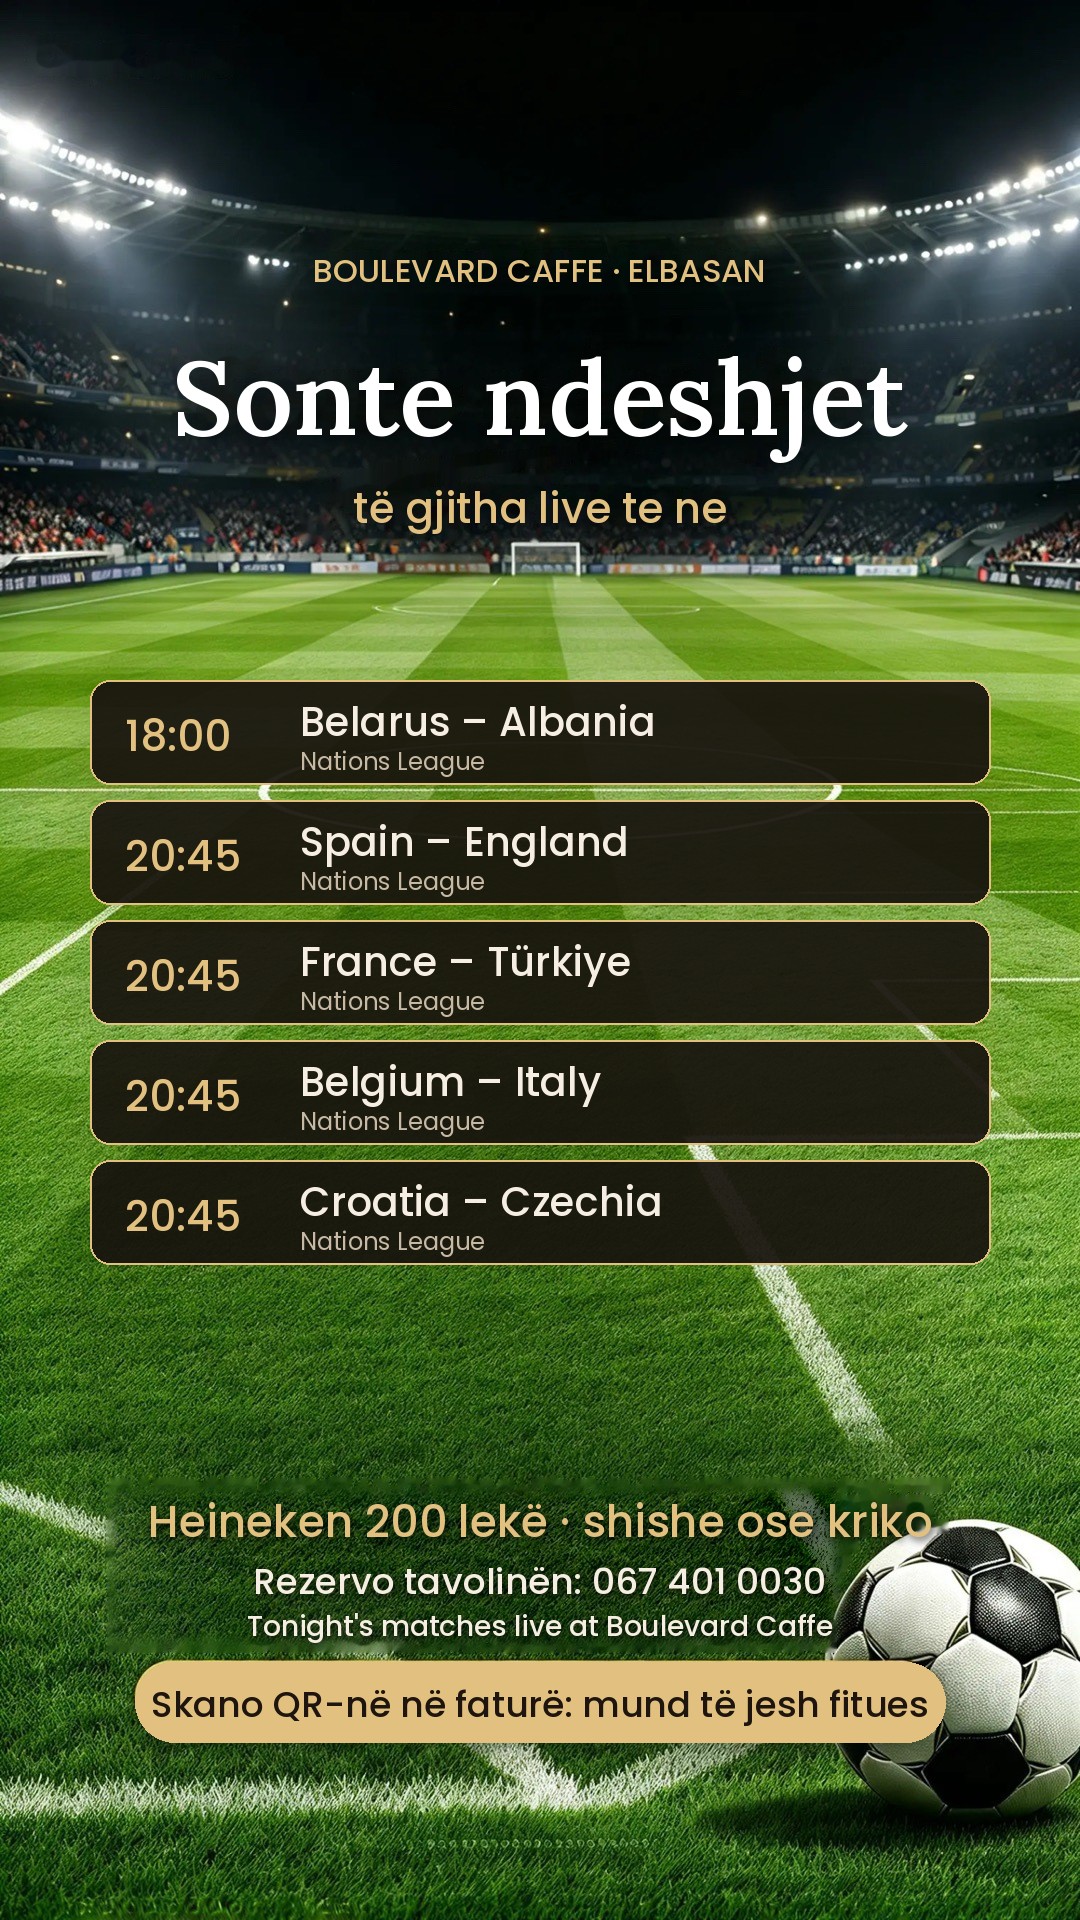 BOULEVARD CAFFE · ELBASAN
Sonte ndeshjet
të gjitha live te ne
18:00
Belarus – Albania
Nations League
20:45
Spain – England
Nations League
20:45
France – Türkiye
Nations League
20:45
Belgium – Italy
Nations League
20:45
Croatia – Czechia
Nations League
Heineken 200 lekë · shishe ose kriko
Rezervo tavolinën: 067 401 0030
Tonight's matches live at Boulevard Caffe
Skano QR-në në faturë: mund të jesh fitues